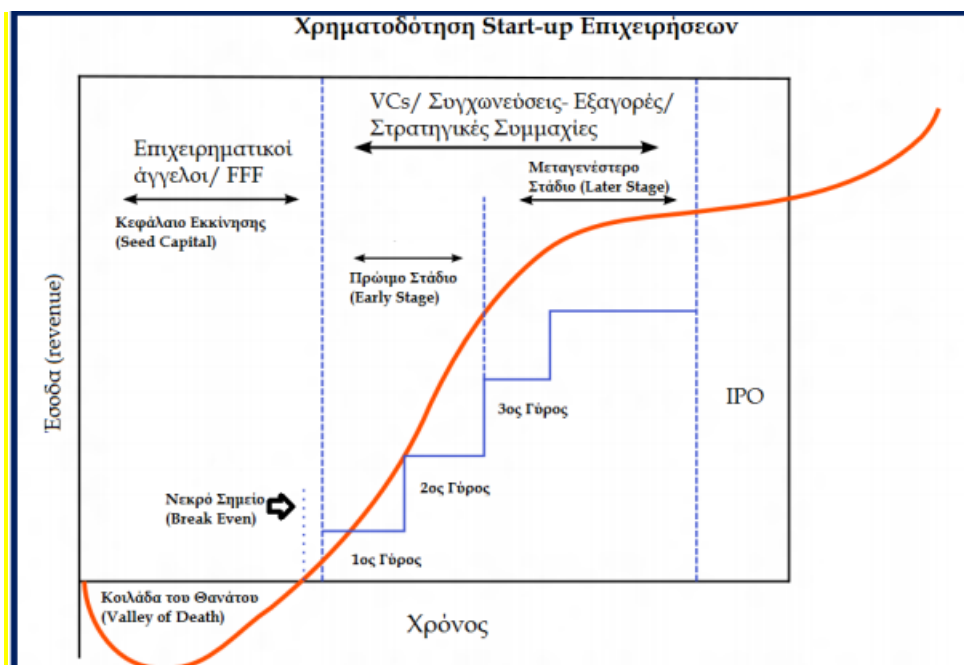 Χρηματοδότηση Start-up Επιχειρήσεων
VCs/ Συγχωνεύσεις- Εξαγορές/
Στρατηγικές Συμμαχίες
Επιχειρηματικοί
άγγελοι/ FFF
Μεταγενέστερο
Στάδιο (Later Stage)
Κεφάλαιο Εκκίνησης
(Seed Capital)
Πρώιμο Στάδιο
(Early Stage)
Έσοδα (revenue)
IPO
3ος Γύρος
2ος Γύρος
Νεκρό Σημείο
(Break Even)
1ος Γύρος
Κοιλάδα του Θανάτου
(Valley of Death)
Χρόνος